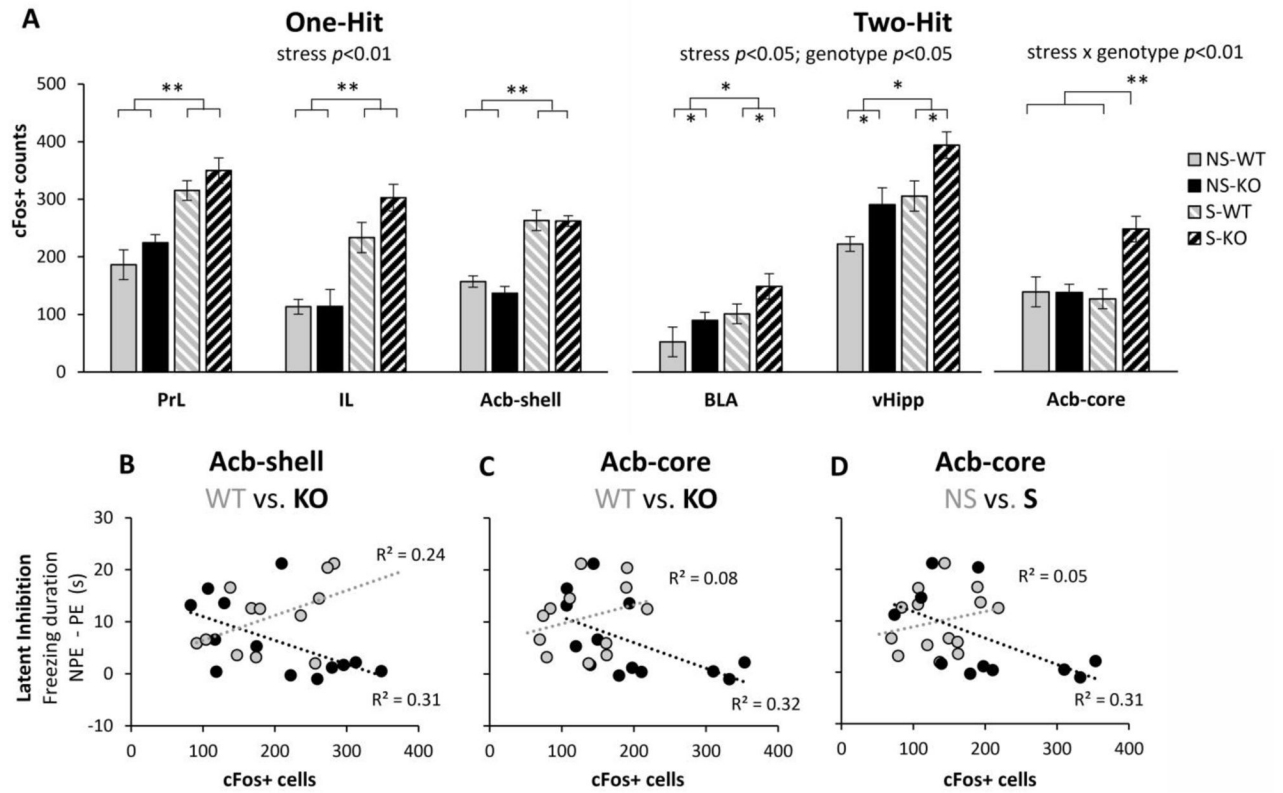 A
One-Hit
Two-Hit
stress p<0.01
stress p<0.05; genotype p<0.05
stress x genotype p<0.01
cFos+ counts
500
400
300
200
100
0
**
**
**
*
*
*
*
*
*
**
NS-WT
NS-KO
S-WT
S-KO
PrL
IL
Acb-shell
BLA
vHipp
Acb-core
B
Acb-shell
WT vs. KO
Latent Inhibition
Freezing duration
NPE - PE (s)
30
20
10
0
-10
R² = 0.24
R² = 0.31
0
100
200
300
400
cFos+ cells
C
Acb-core
WT vs. KO
R² = 0.08
R² = 0.32
0
100
200
300
400
cFos+ cells
D
Acb-core
NS vs. S
R² = 0.05
R² = 0.31
0
100
200
300
400
cFos+ cells